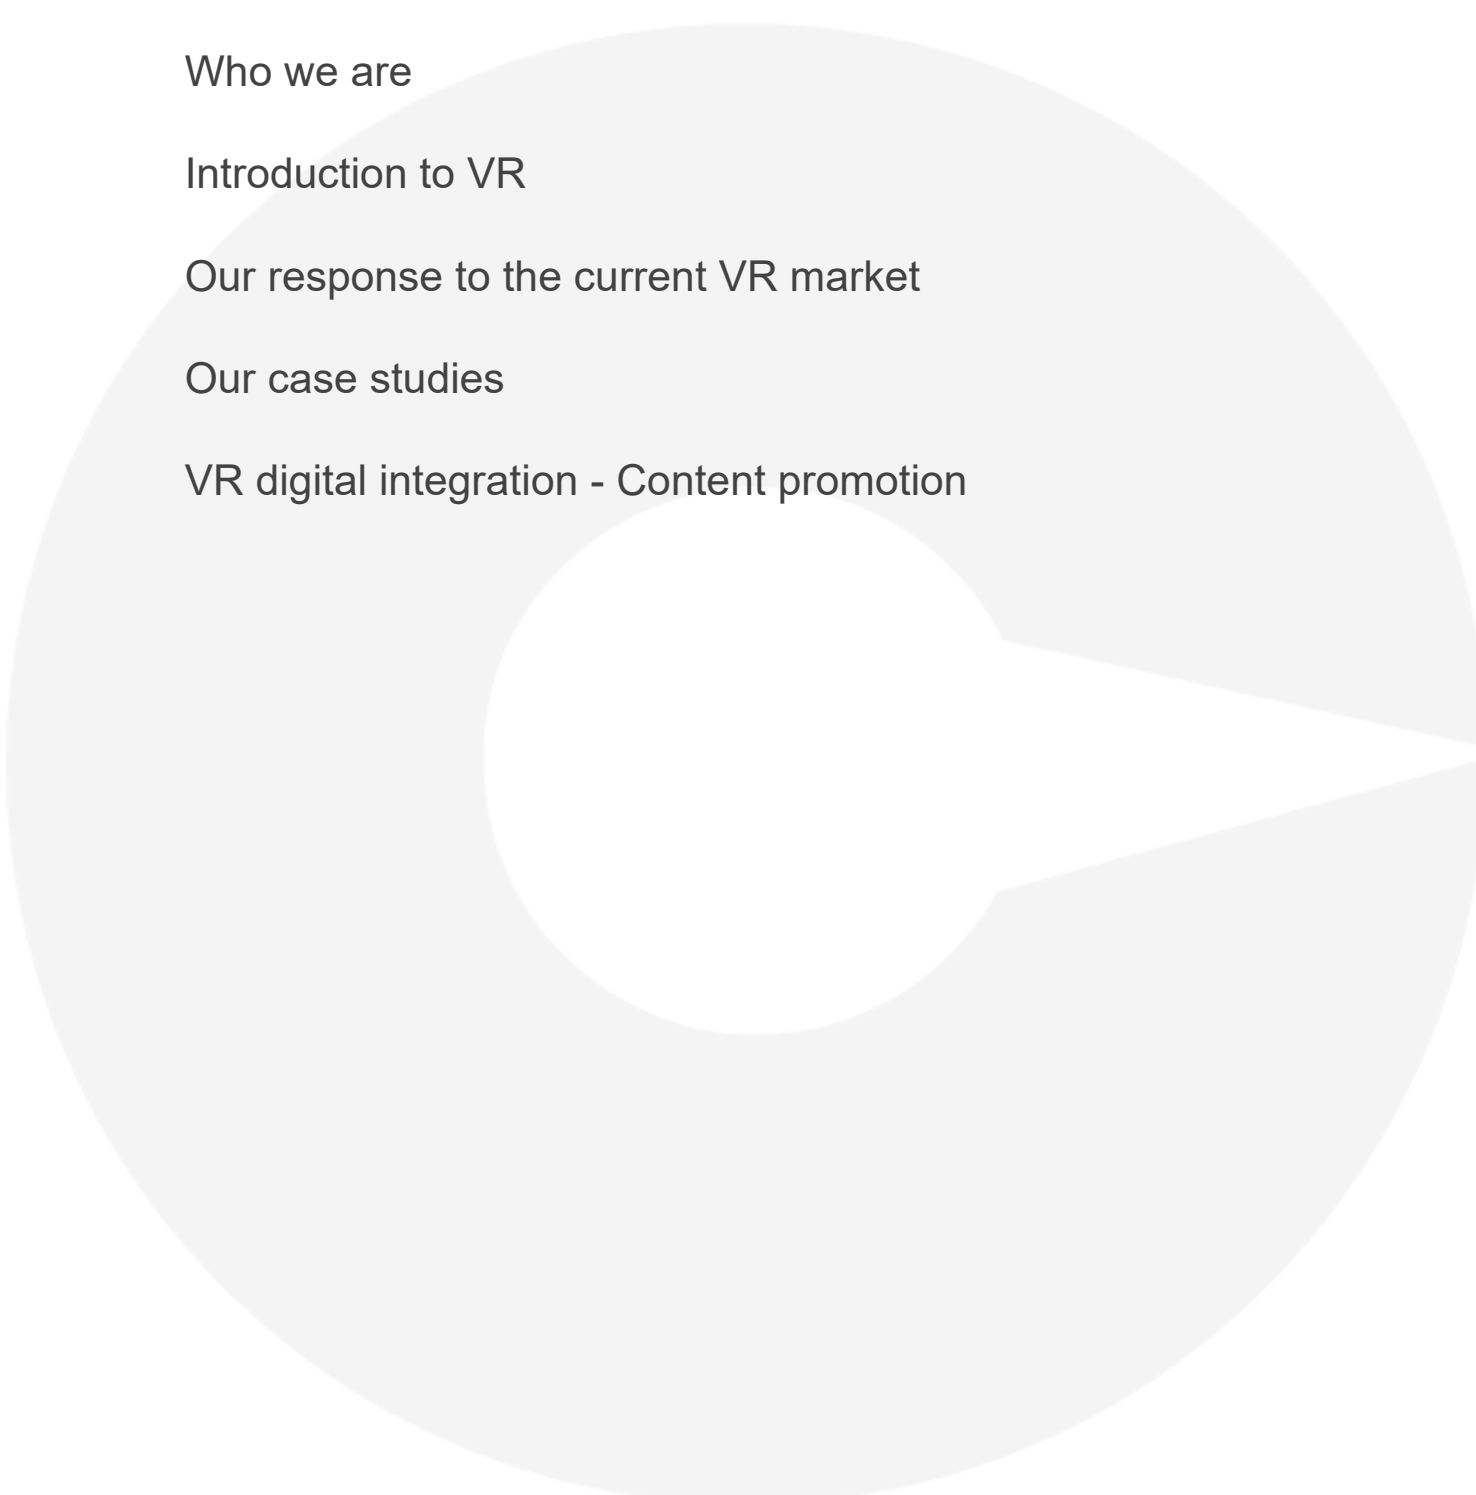 Who we are
Introduction to VR
Our response to the current VR market
Our case studies
VR digital integration - Content promotion